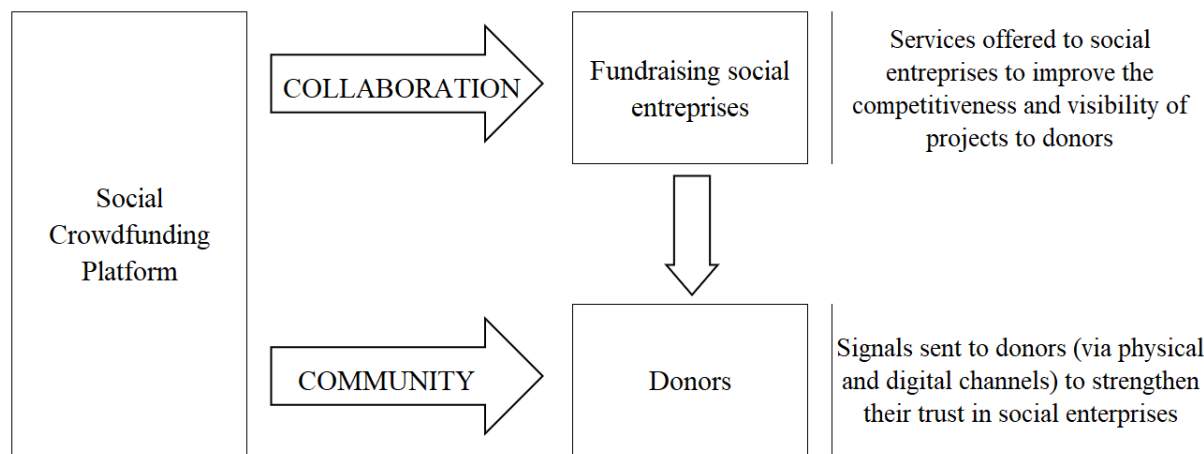 Social
Crowdfunding
Platform
COLLABORATION
Fundraising social
entreprises
Services offered to social
entreprises to improve the
competitiveness and visibility of
projects to donors
COMMUNITY
Donors
Signals sent to donors (via physical
and digital channels) to strengthen
their trust in social enterprises